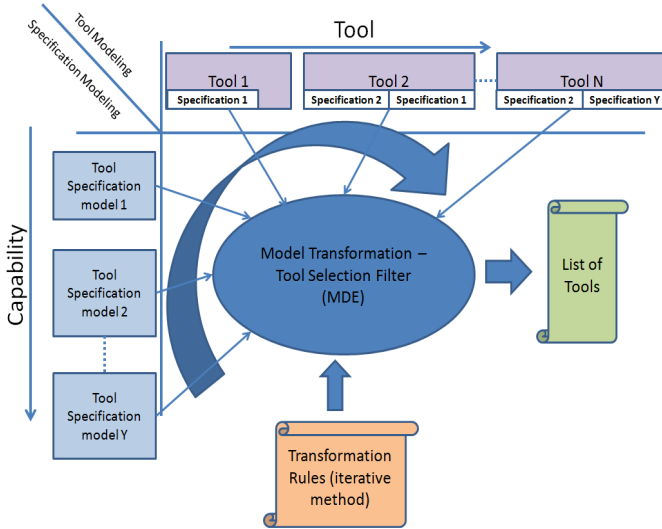 Tool Modeling
Specification Modeling
Tool
Tool 1
Specification 1
Tool 2
Specification 2
Specification 1
Tool N
Specification 2
Specification Y
Capability
Tool
Specification
model 1
Tool
Specification
model 2
Tool
Specification
model Y
Model Transformation –
Tool Selection Filter
(MDE)
List of
Tools
Transformation
Rules (iterative
method)